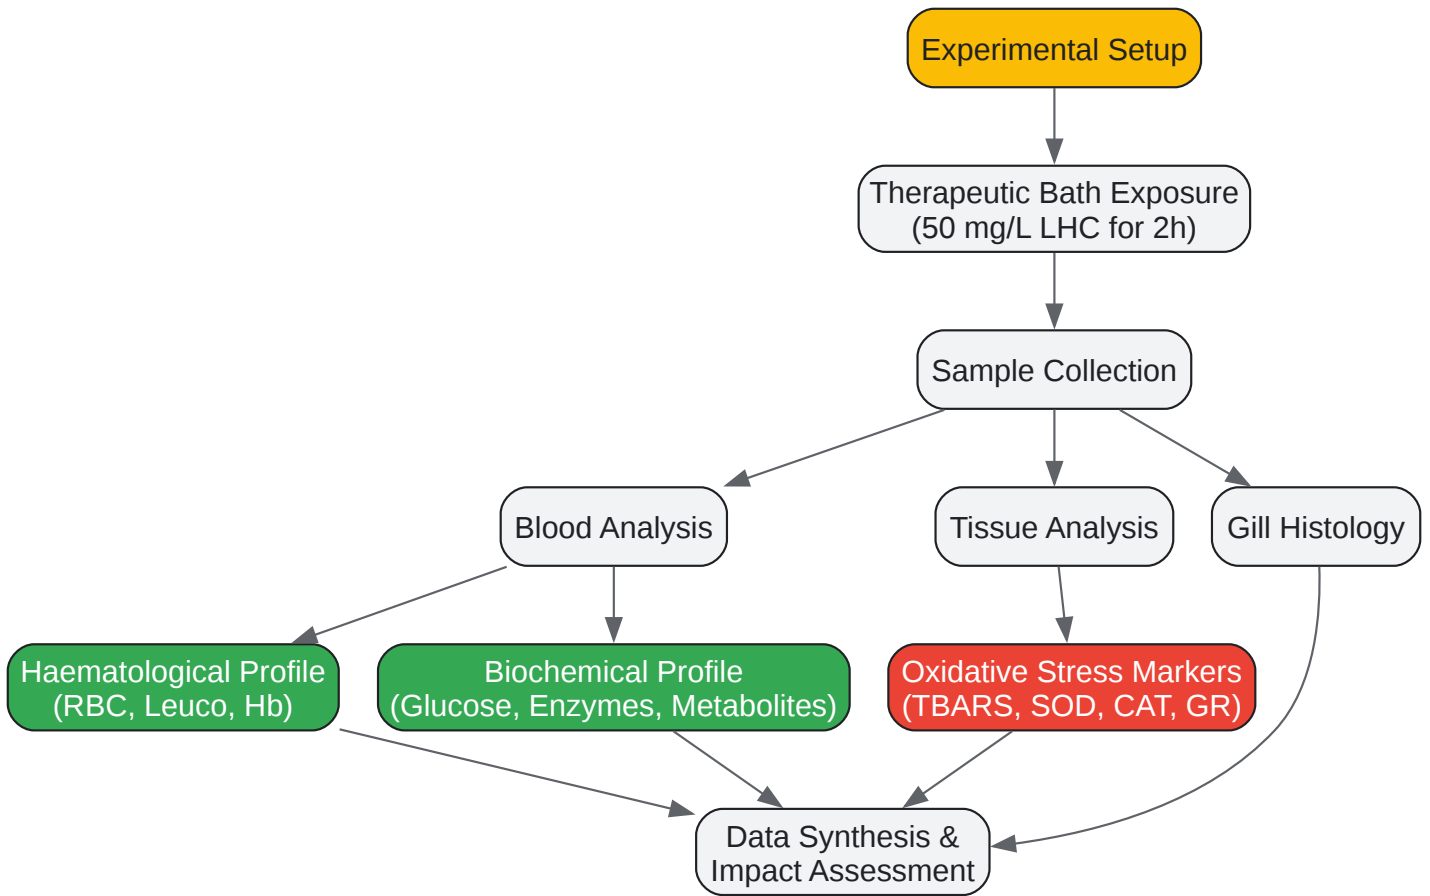 Experimental Setup
Therapeutic Bath Exposure
(50 mg/L LHC for 2h)
Sample Collection
Blood Analysis
Tissue Analysis
Gill Histology
Haematological Profile
(RBC, Leuco, Hb)
Biochemical Profile
(Glucose, Enzymes, Metabolites)
Oxidative Stress Markers
(TBARS, SOD, CAT, GR)
Data Synthesis &
Impact Assessment